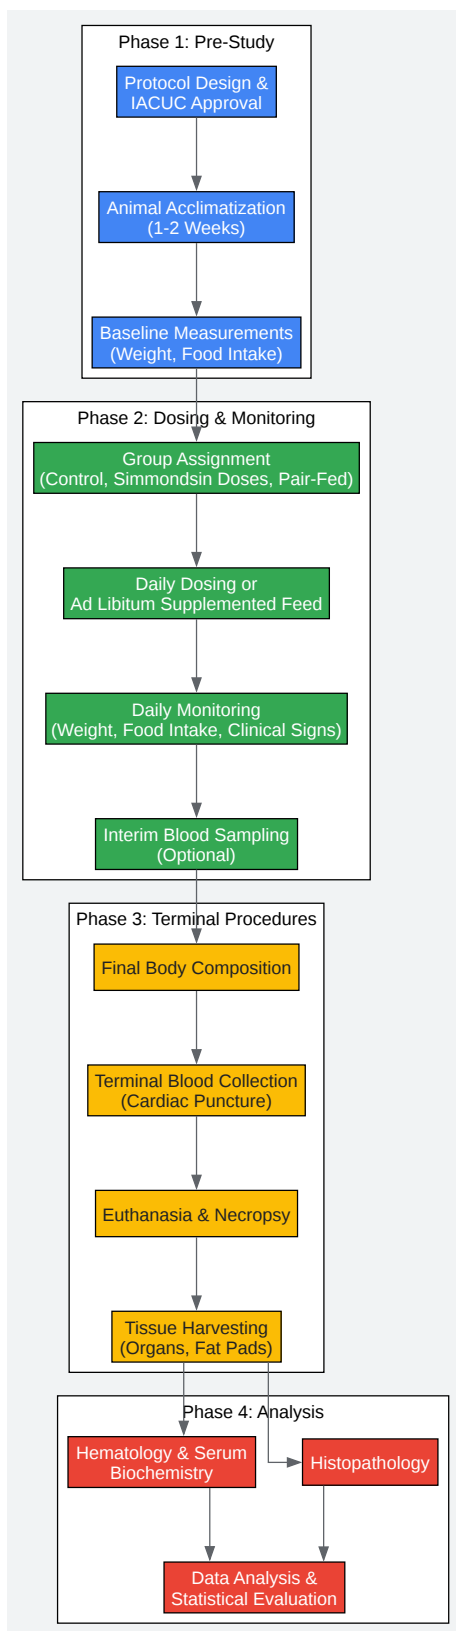 Phase 1: Pre-Study
Protocol Design &
IACUC Approval
Animal Acclimatization
(1-2 Weeks)
Baseline Measurements
(Weight, Food Intake)
Phase 2: Dosing & Monitoring
Group Assignment
(Control, Simmondsin Doses, Pair-Fed)
Daily Dosing or
Ad Libitum Supplemented Feed
Daily Monitoring
(Weight, Food Intake, Clinical Signs)
Interim Blood Sampling
(Optional)
Phase 3: Terminal Procedures
Final Body Composition
Terminal Blood Collection
(Cardiac Puncture)
Euthanasia & Necropsy
Tissue Harvesting
(Organs, Fat Pads)
Phase 4: Analysis
Hematology & Serum
Biochemistry
Histopathology
Data Analysis &
Statistical Evaluation